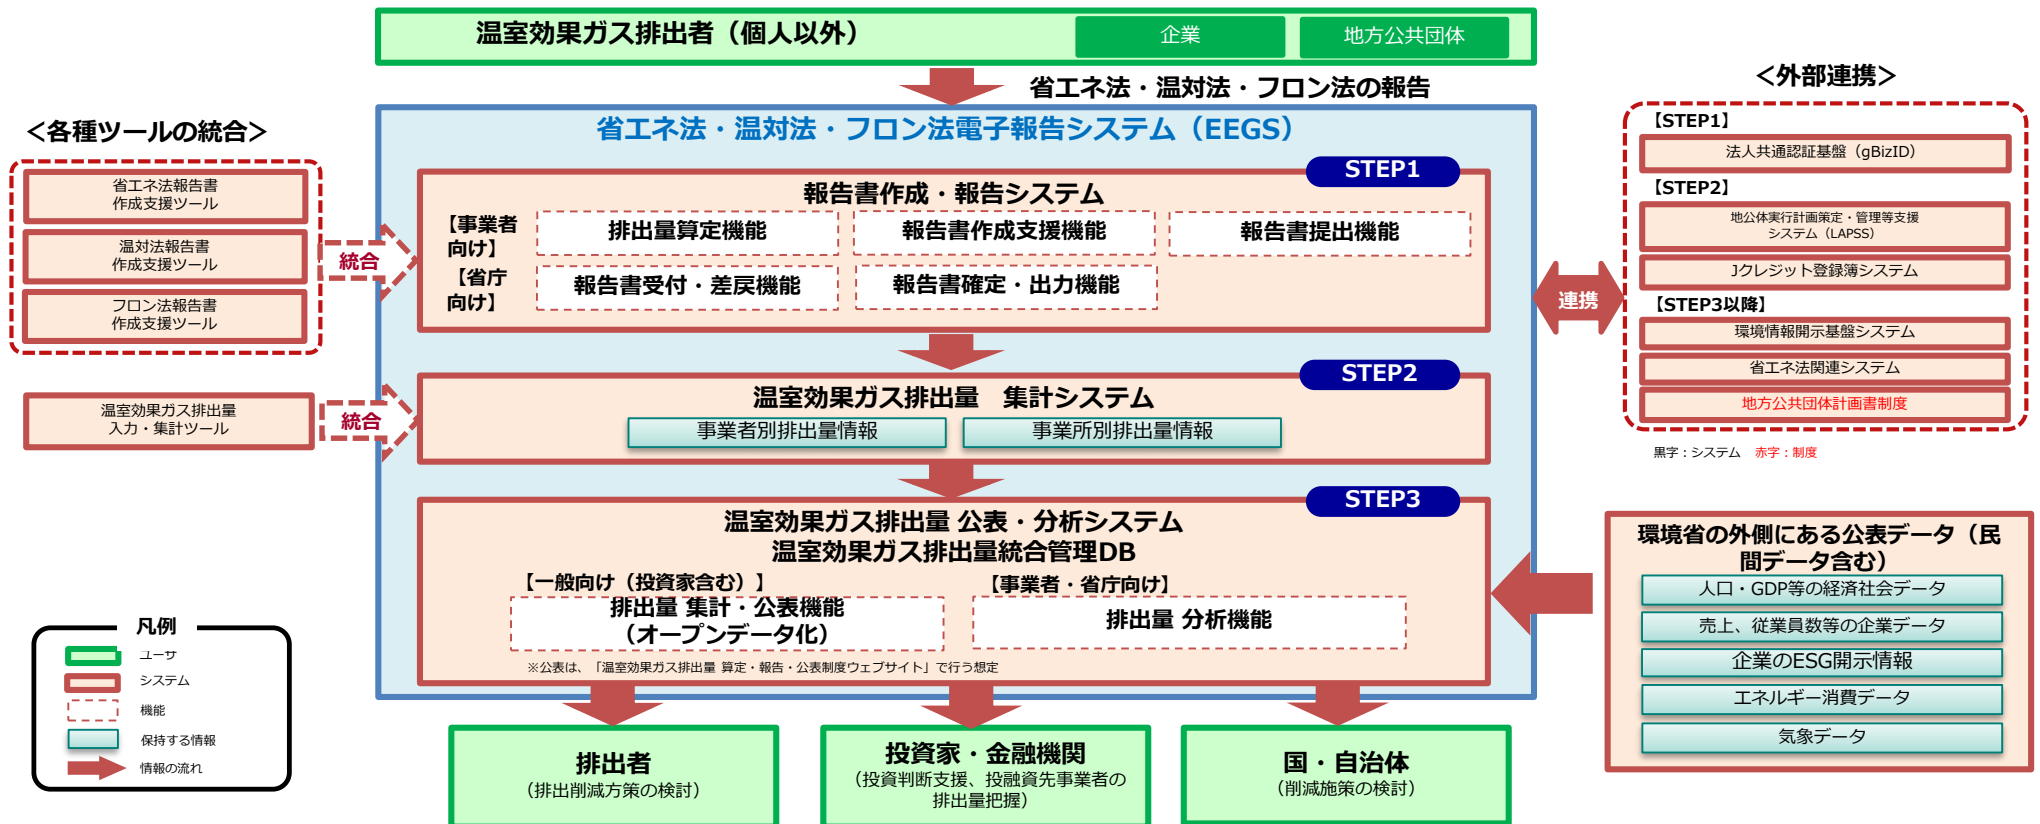 温室効果ガス排出者（個人以外）
企業
地方公共団体
省エネ法・温対法・フロン法の報告
＜各種ツールの統合＞
省エネ法報告書
作成支援ツール
温対法報告書
作成支援ツール
フロン法報告書
作成支援ツール
統合
温室効果ガス排出量
入力・集計ツール
統合
省エネ法・温対法・フロン法電子報告システム（EEGS）
STEP1
報告書作成・報告システム
【事業者
向け】
排出量算定機能
報告書作成支援機能
報告書提出機能
【省庁
向け】
報告書受付・差戻機能
報告書確定・出力機能
STEP2
温室効果ガス排出量　集計システム
事業者別排出量情報
事業所別排出量情報
STEP3
温室効果ガス排出量 公表・分析システム
温室効果ガス排出量統合管理DB
【一般向け（投資家含む）】
排出量 集計・公表機能
（オープンデータ化）
【事業者・省庁向け】
排出量 分析機能
※公表は、「温室効果ガス排出量 算定・報告・公表制度ウェブサイト」で行う想定
連携
＜外部連携＞
【STEP1】
法人共通認証基盤（gBizID）
【STEP2】
地公体実行計画策定・管理等支援
システム（LAPSS）
Jクレジット登録簿システム
【STEP3以降】
環境情報開示基盤システム
省エネ法関連システム
地方公共団体計画書制度
黒字：システム　赤字：制度
環境省の外側にある公表データ（民
間データ含む）
人口・GDP等の経済社会データ
売上、従業員数等の企業データ
企業のESG開示情報
エネルギー消費データ
気象データ
凡例
ユーザ
システム
機能
保持する情報
情報の流れ
排出者
（排出削減方策の検討）
投資家・金融機関
（投資判断支援、投融資先事業者の
排出量把握）
国・自治体
（削減施策の検討）